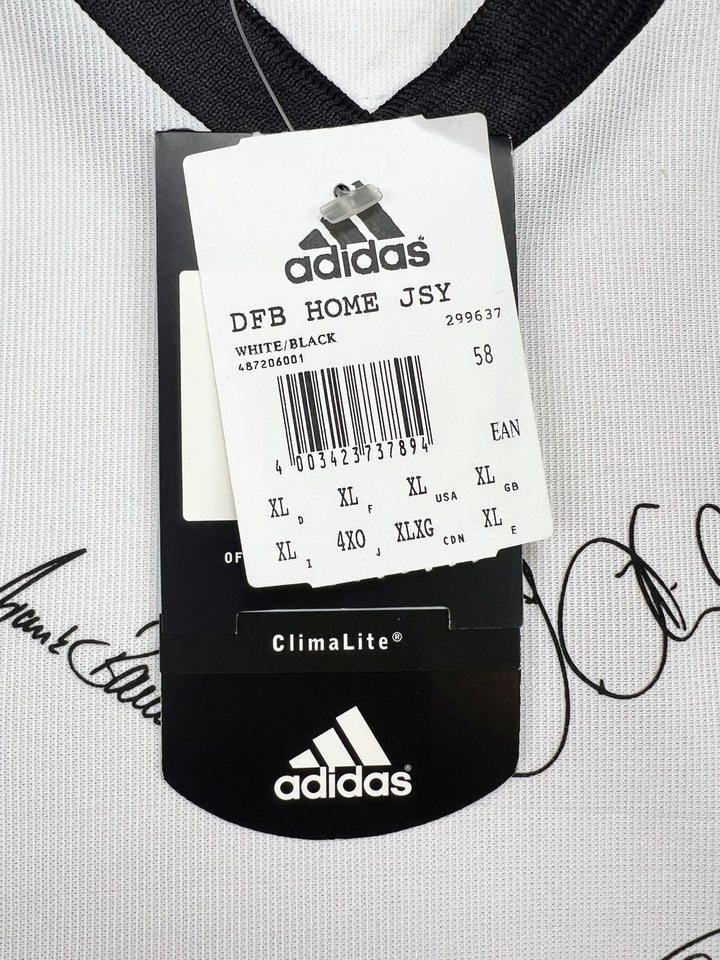 adidas
DFB HOME JSY
WHITE/BLACK 299637
487206001 58
4 003423 737894 EAN
XL D XL F XL USA XL GB
XL I 4XO J XLXG CDN XL E
OF
ClimaLite®
adidas®